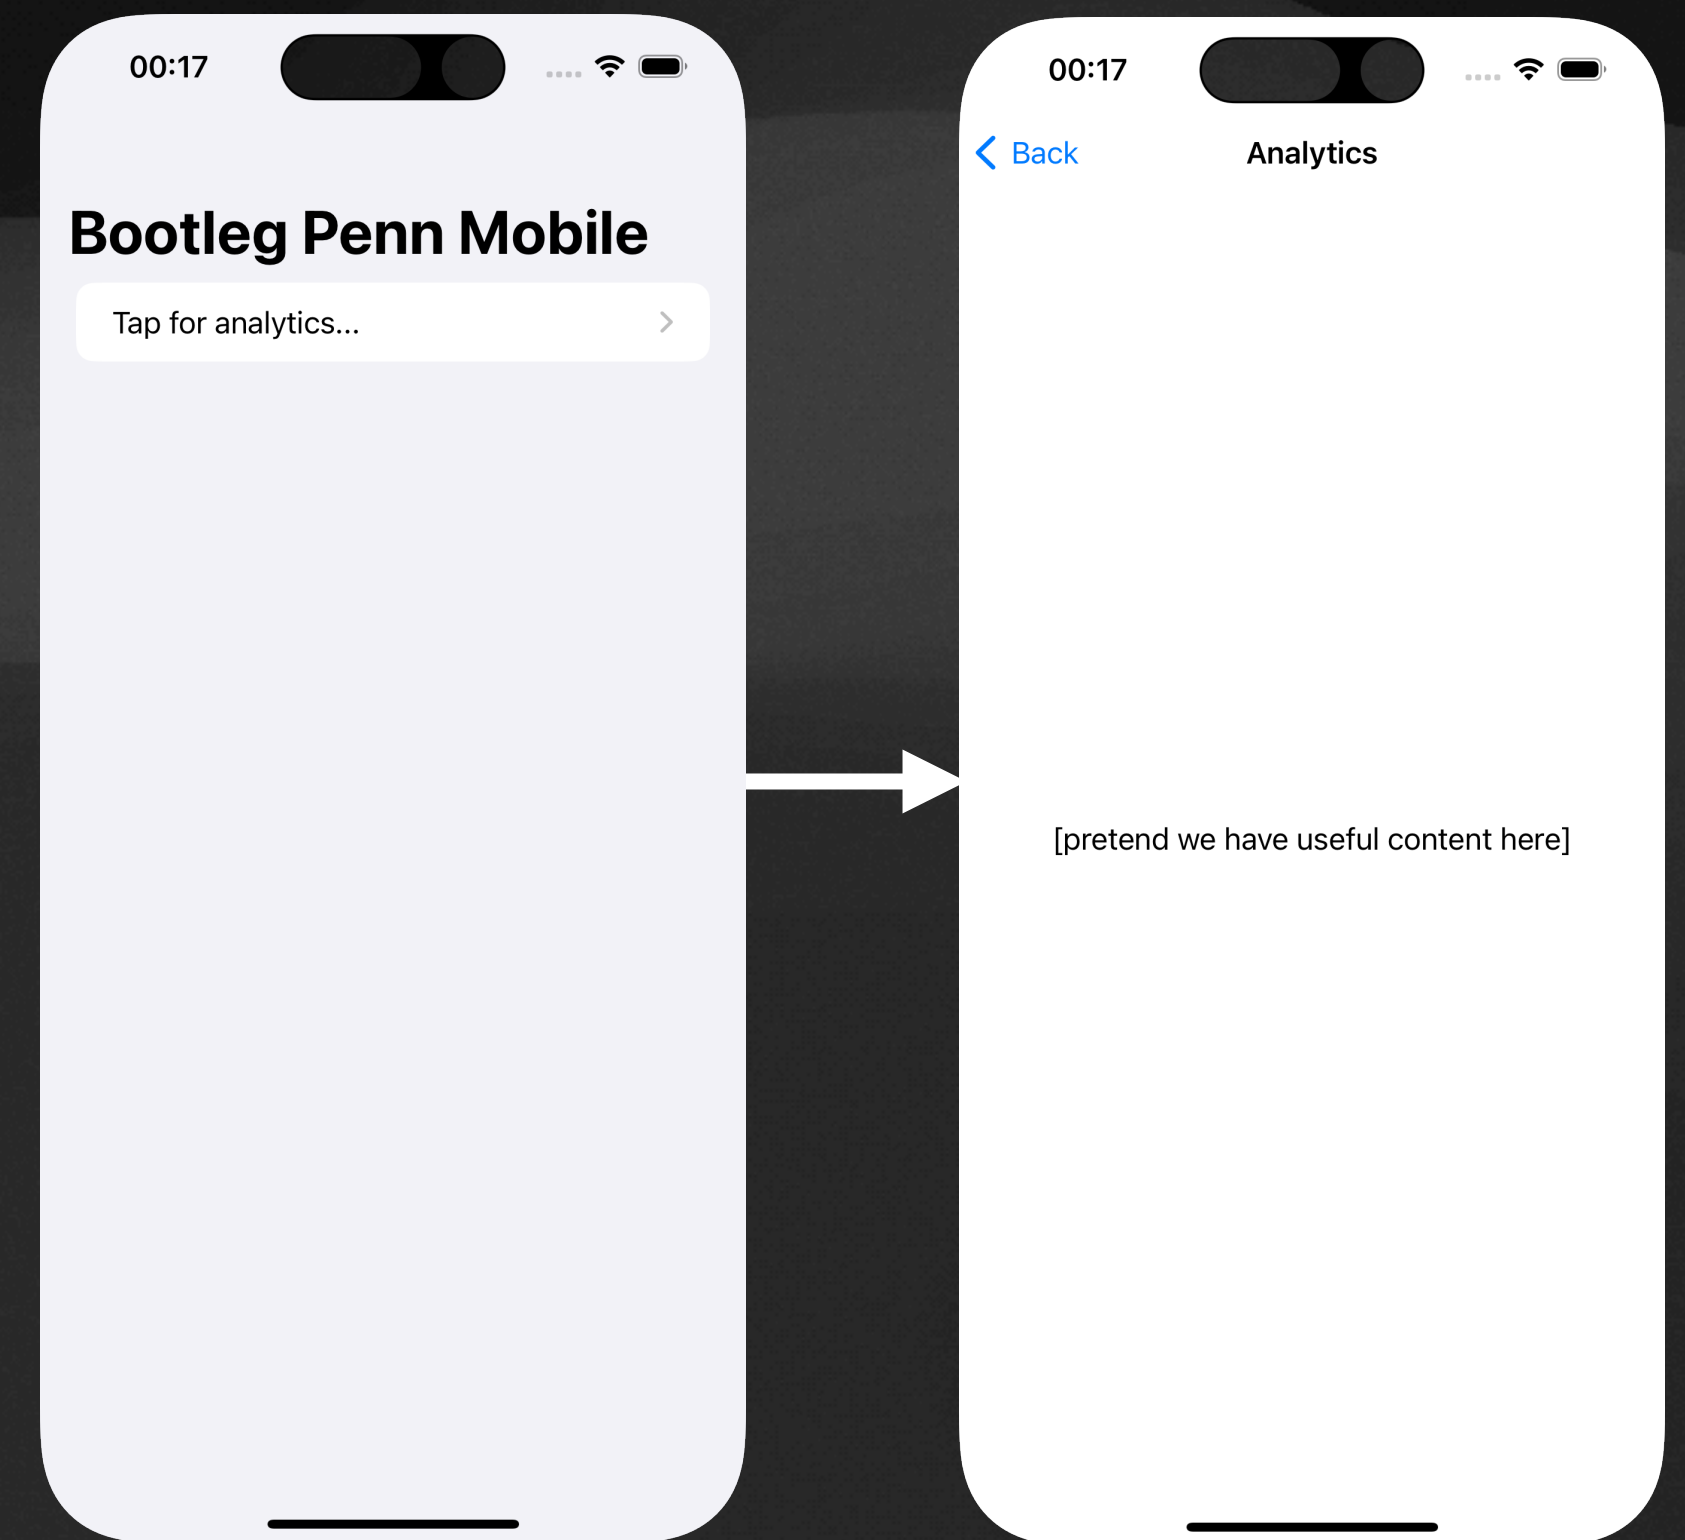 00:17
Bootleg Penn Mobile
Tap for analytics...
00:17
Back
Analytics
[pretend we have useful content here]